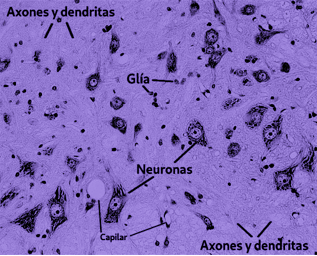 Axones y dendritas
Glía
Neuronas
Capilar
Axones y dendritas